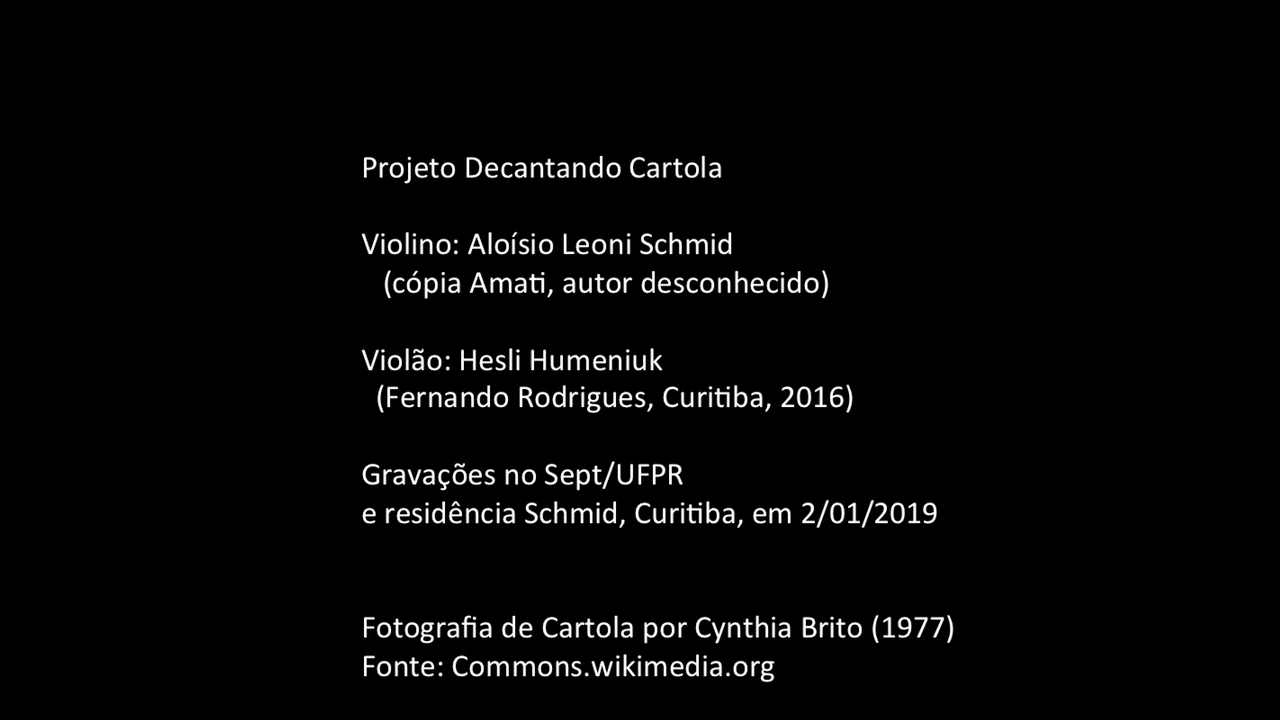 Projeto Decantando Cartola
Violino: Aloísio Leoni Schmid
(cópia Amati, autor desconhecido)
Violão: Hesli Humeniuk
(Fernando Rodrigues, Curitiba, 2016)
Gravações no Sept/UFPR
e residência Schmid, Curitiba, em 2/01/2019
Fotografia de Cartola por Cynthia Brito (1977)
Fonte: Commons.wikimedia.org